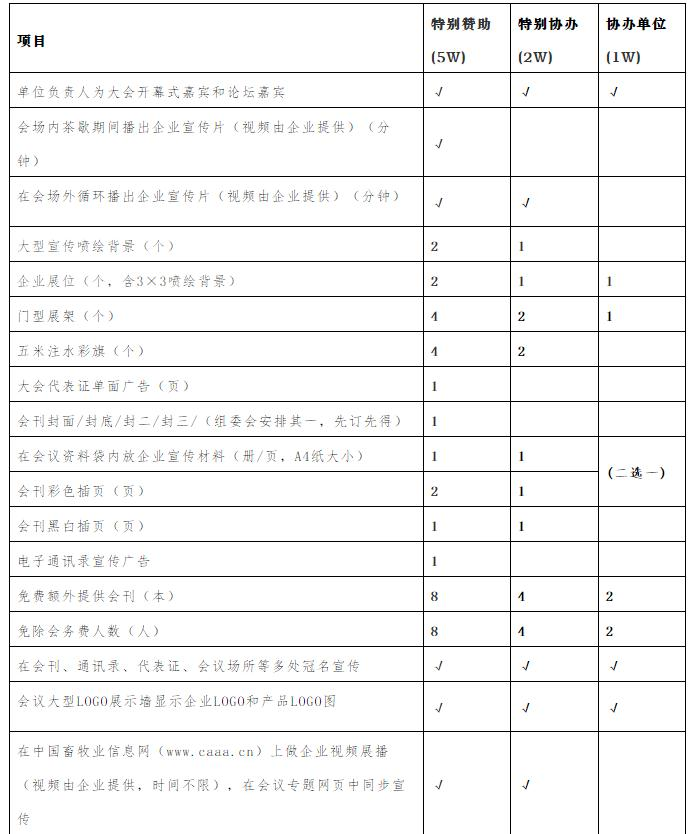 项目 特别赞助 特别协办 协办单位
(5W) (2W) (1W)
单位负责人为大会开幕式嘉宾和论坛嘉宾 √ √ √
会场内茶歇期间播出企业宣传片（视频由企业提供）（分
钟） √
在会场外循环播出企业宣传片（视频由企业提供）（分钟） √ √
大型宣传喷绘背景（个） 2 1
企业展位（个，含3×3喷绘背景） 2 1 1
门型展架（个） 4 2 1
五米注水彩旗（个） 4 2
大会代表证单面广告（页） 1
会刊封面/封底/封二/封三/（组委会安排其一，先订先得） 1
在会议资料袋内放企业宣传材料（册/页，A4纸大小） 1 1 (二选一)
会刊彩色插页（页） 2 1
会刊黑白插页（页） 1 1
电子通讯录宣传广告 1
免费额外提供会刊（本） 8 4 2
免除会务费人数（人） 8 4 2
在会刊、通讯录、代表证、会议场所等多处冠名宣传 √ √ √
会议大型LOGO展示墙显示企业LOGO和产品LOGO图 √ √ √
在中国畜牧业信息网（www.caaa.cn）上做企业视频展播
（视频由企业提供，时间不限），在会议专题网页中同步宣 √ √
传